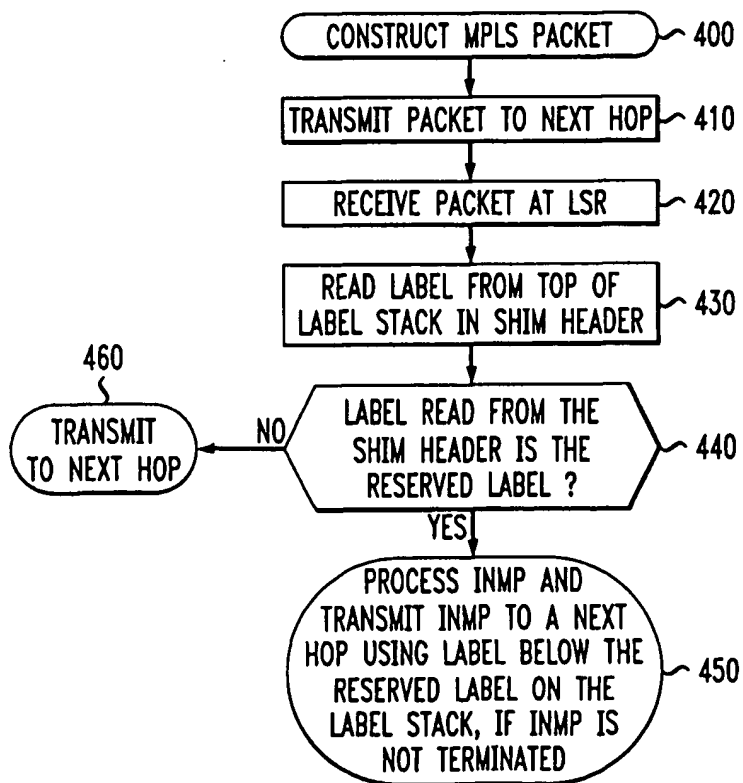 CONSTRUCT MPLS PACKET
400
TRANSMIT PACKET TO NEXT HOP
410
RECEIVE PACKET AT LSR
420
READ LABEL FROM TOP OF
LABEL STACK IN SHIM HEADER
430
460
TRANSMIT
TO NEXT HOP
NO
LABEL READ FROM THE
SHIM HEADER IS THE
RESERVED LABEL ?
440
YES
PROCESS INMP AND
TRANSMIT INMP TO A NEXT
HOP USING LABEL BELOW THE
RESERVED LABEL ON THE
LABEL STACK, IF INMP IS
NOT TERMINATED
450